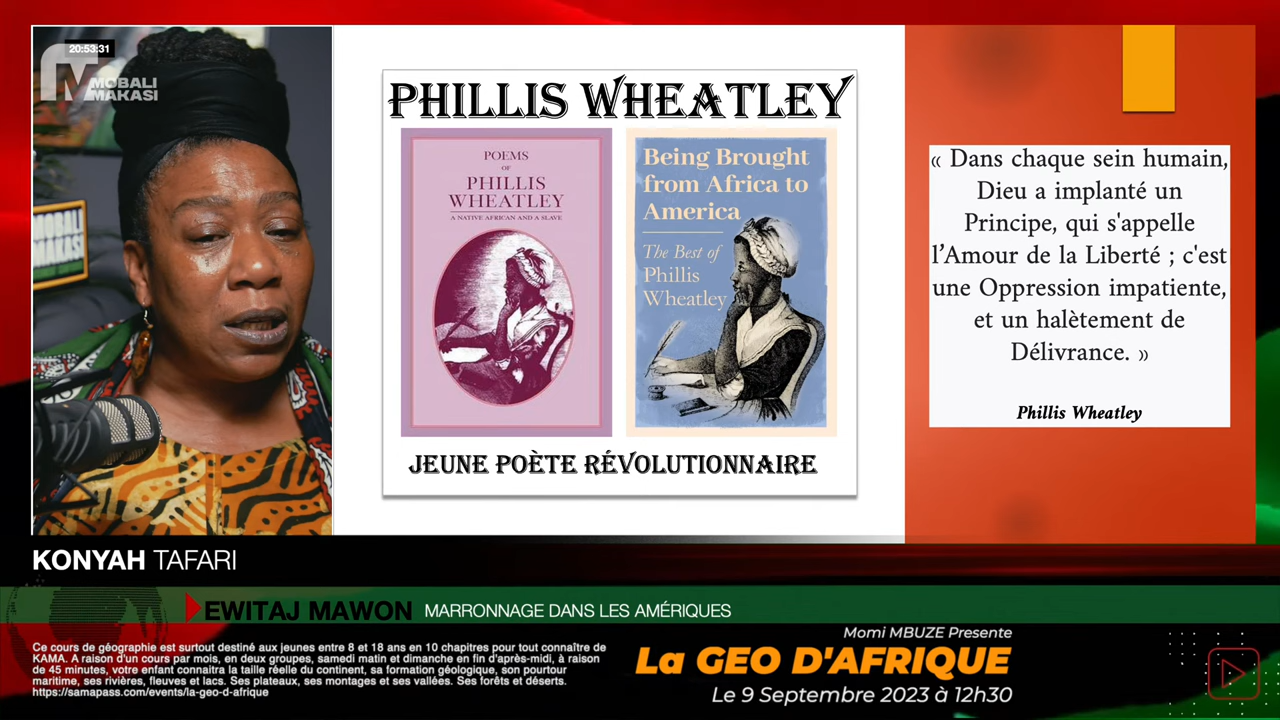 20:53:31
MOBALI
MAKASI
MOBALI
MAKASI
PHILLIS WHEATLEY
POEMS
OF
PHILLIS
WHEATLEY
A NATIVE AFRICAN AND A SLAVE
Being Brought
from Africa to
America
The Best of
Phillis
Wheatley
JEUNE POÈTE RÉVOLUTIONNAIRE
« Dans chaque sein humain,
Dieu a implanté un
Principe, qui s'appelle
l'Amour de la Liberté ; c'est
une Oppression impatiente,
et un halètement de
Délivrance. »
Phillis Wheatley
KONYAH TAFARI
EWITAJ MAWON MARRONNAGE DANS LES AMÉRIQUES
Ce cours de géographie est surtout destiné aux jeunes entre 8 et 18 ans en 10 chapitres pour tout connaître de
KAMA. A raison d'un cours par mois, en deux groupes, samedi matin et dimanche en fin d'après-midi, à raison
de 45 minutes, votre enfant connaitra la taille réelle du continent, sa formation géologique, son pourtour
maritime, ses rivières, fleuves et lacs. Ses plateaux, ses montages et ses vallées. Ses forêts et déserts.
https://samapass.com/events/la-geo-d-afrique
Momi MBUZE Presente
La GEO D'AFRIQUE
Le 9 Septembre 2023 à 12h30